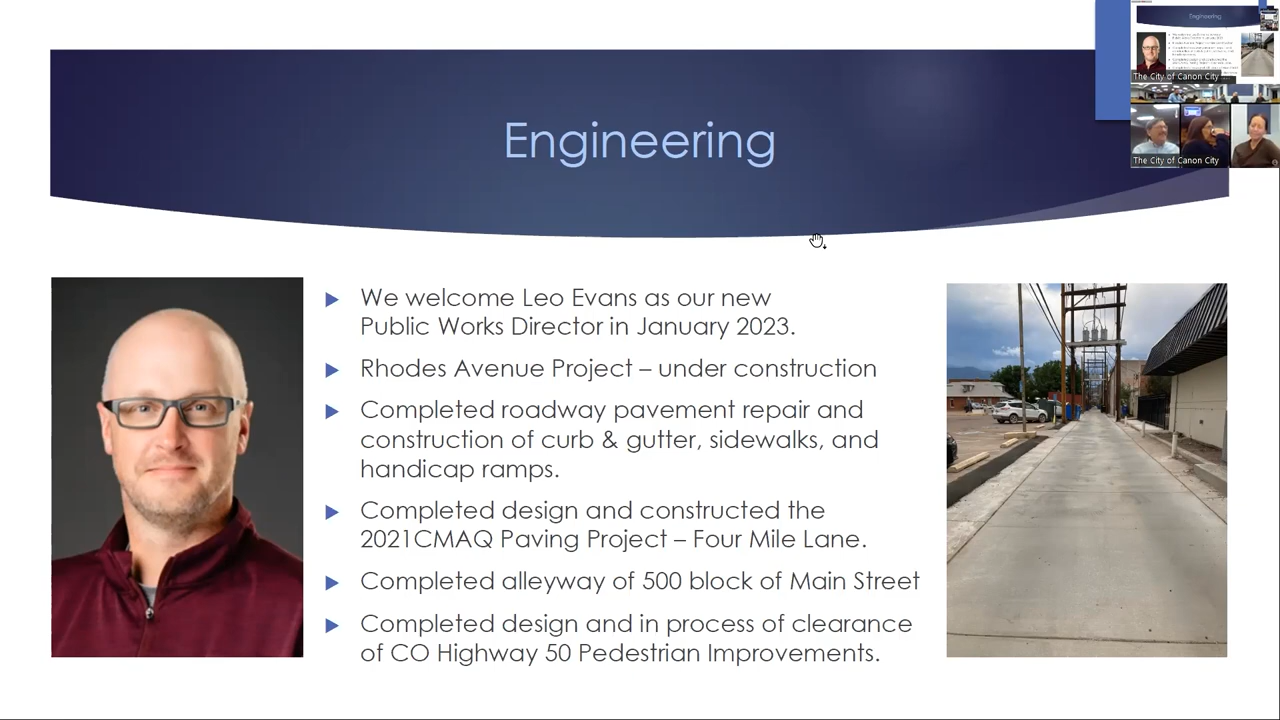 Engineering
We welcome Leo Evans as our new
Public Works Director in January 2023.
Rhodes Avenue Project – under construction
Completed roadway pavement repair and
construction of curb & gutter, sidewalks, and
handicap ramps.
Completed design and constructed the
2021CMAQ Paving Project – Four Mile Lane.
Completed alleyway of 500 block of Main Street
Completed design and in process of clearance
of CO Highway 50 Pedestrian Improvements.
Engineering
The City of Canon City
The City of Canon City